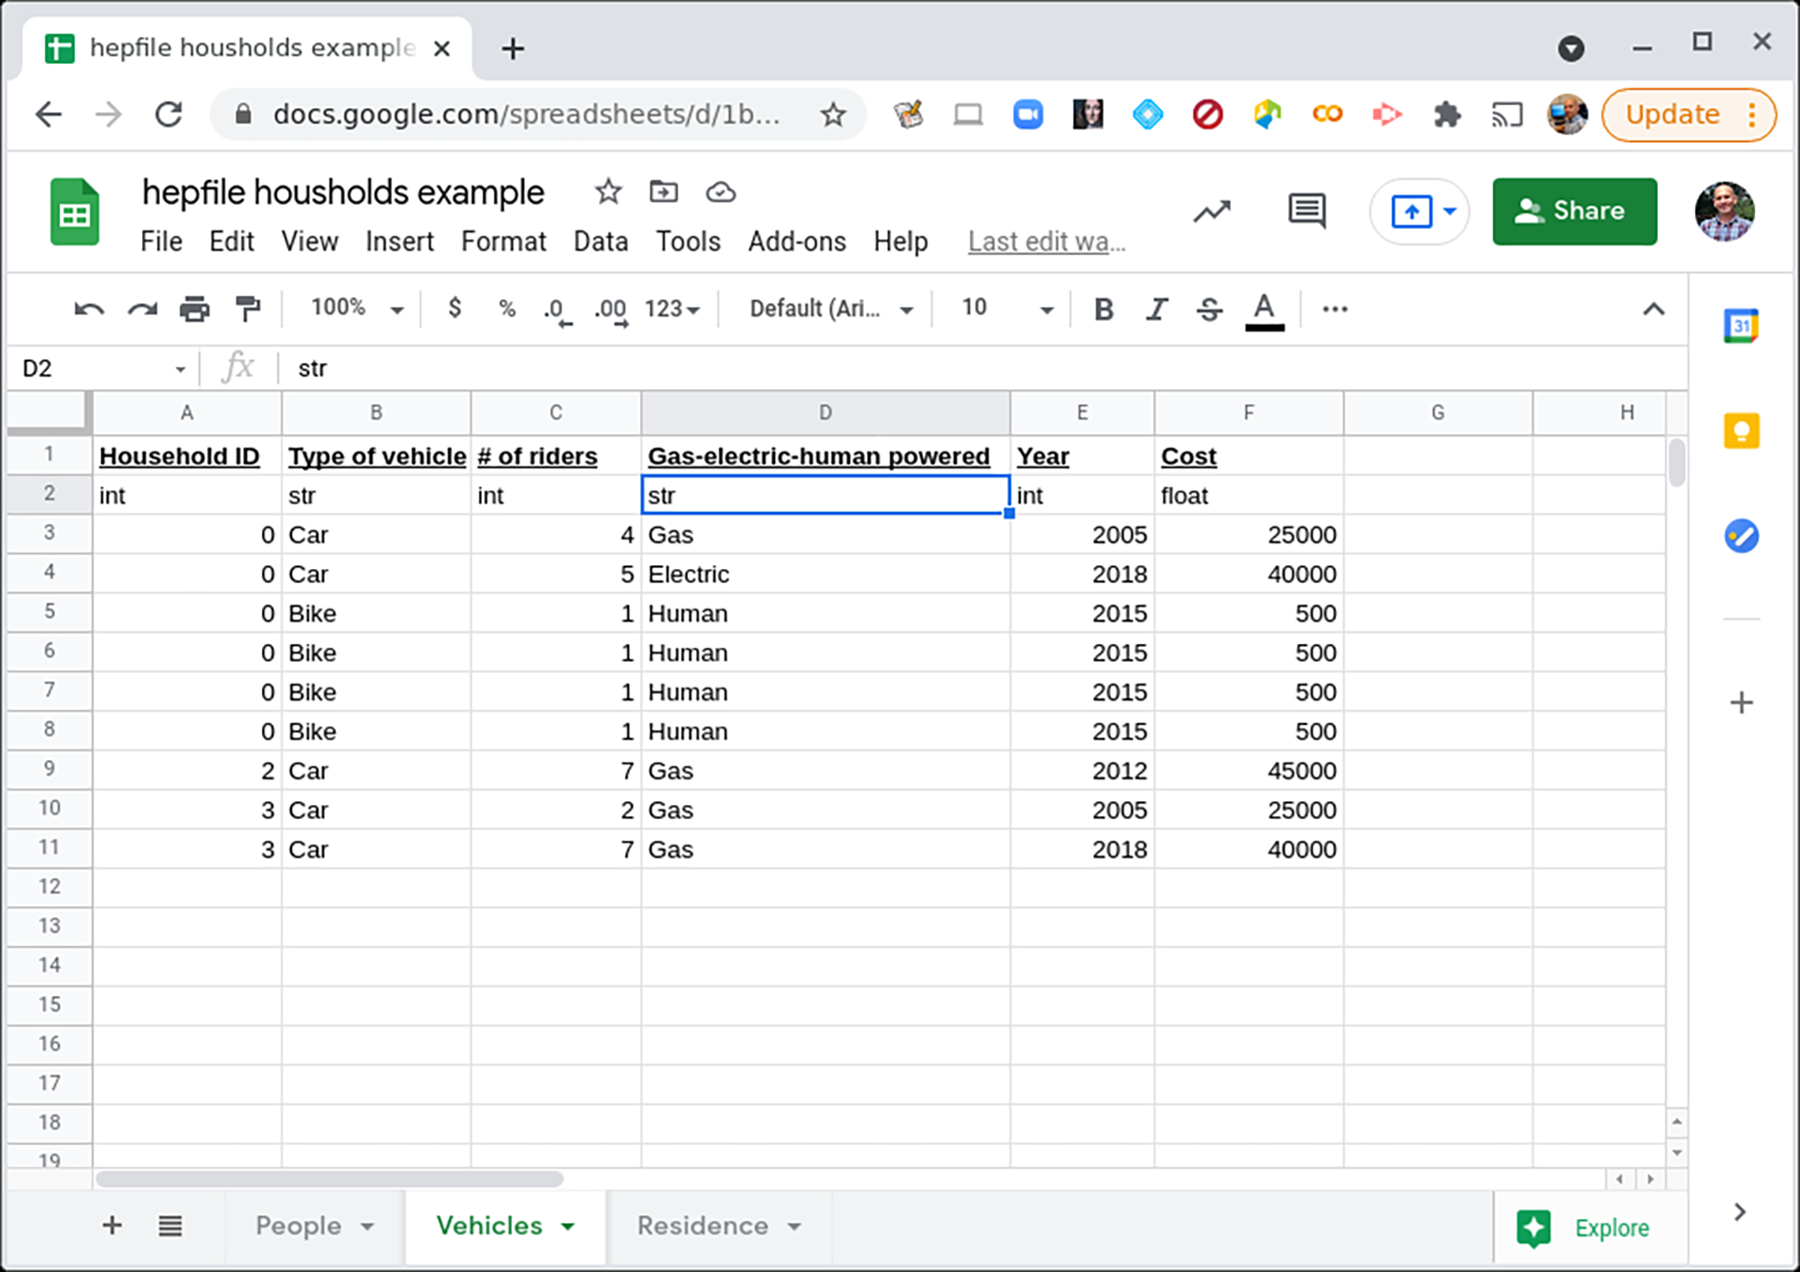 hepfile housholds example
docs.google.com/spreadsheets/d/1b...
Update
hepfile housholds example
File Edit View Insert Format Data Tools Add-ons Help Last edit wa...
Share
100% $ % .0 .00 123 Default (Ari... 10 B I S A ...
31
D2 fx str
A B C D E F G H
1 Household ID Type of vehicle # of riders Gas-electric-human powered Year Cost
2 int str int str int float
3 0 Car 4 Gas 2005 25000
4 0 Car 5 Electric 2018 40000
5 0 Bike 1 Human 2015 500
6 0 Bike 1 Human 2015 500
7 0 Bike 1 Human 2015 500
8 0 Bike 1 Human 2015 500
9 2 Car 7 Gas 2012 45000
10 3 Car 2 Gas 2005 25000
11 3 Car 7 Gas 2018 40000
12
13
14
15
16
17
18
19
People Vehicles Residence Explore